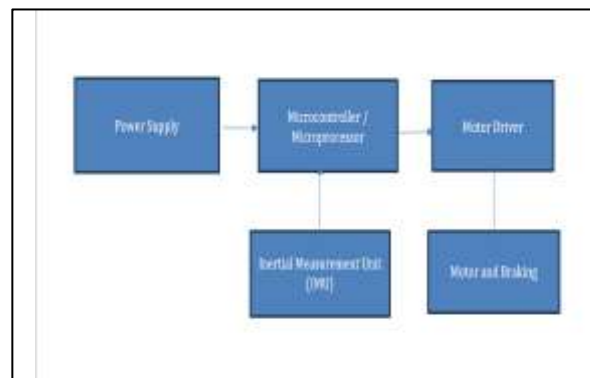 Power Supply
Microcontroller /
Microprocessor
Motor Driver
Inertial Measurement Unit
(IMU)
Motor and Braking